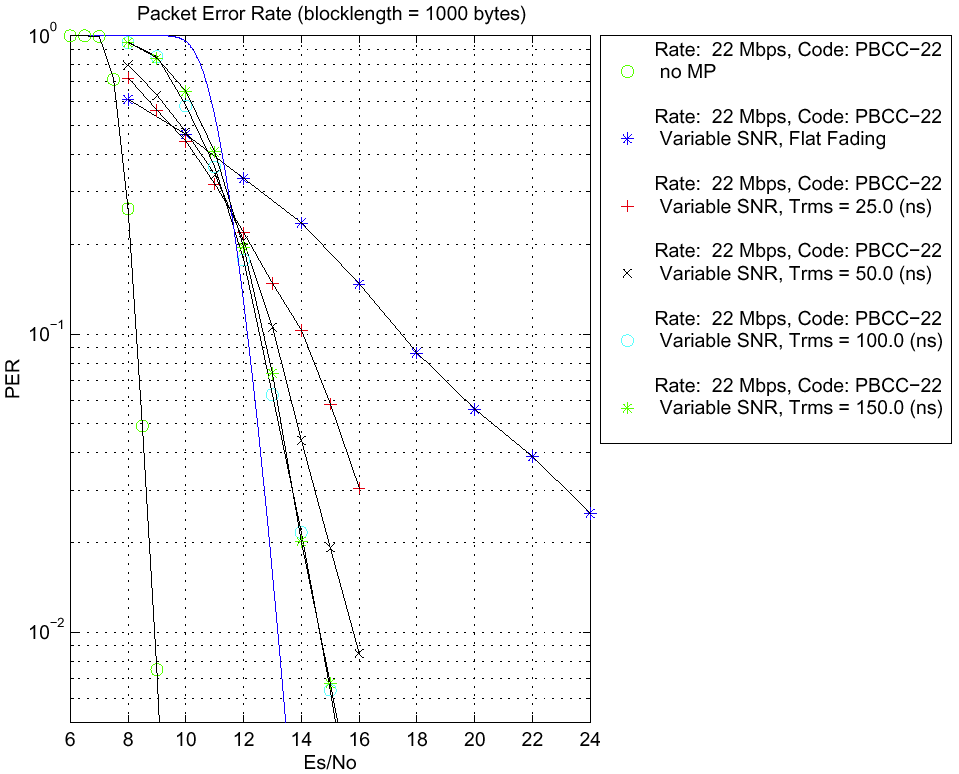 Packet Error Rate (blocklength = 1000 bytes)
10^0
10^−1
10^−2
PER
6 8 10 12 14 16 18 20 22 24
Es/No
Rate: 22 Mbps, Code: PBCC−22
no MP
Rate: 22 Mbps, Code: PBCC−22
Variable SNR, Flat Fading
Rate: 22 Mbps, Code: PBCC−22
Variable SNR, Trms = 25.0 (ns)
Rate: 22 Mbps, Code: PBCC−22
Variable SNR, Trms = 50.0 (ns)
Rate: 22 Mbps, Code: PBCC−22
Variable SNR, Trms = 100.0 (ns)
Rate: 22 Mbps, Code: PBCC−22
Variable SNR, Trms = 150.0 (ns)